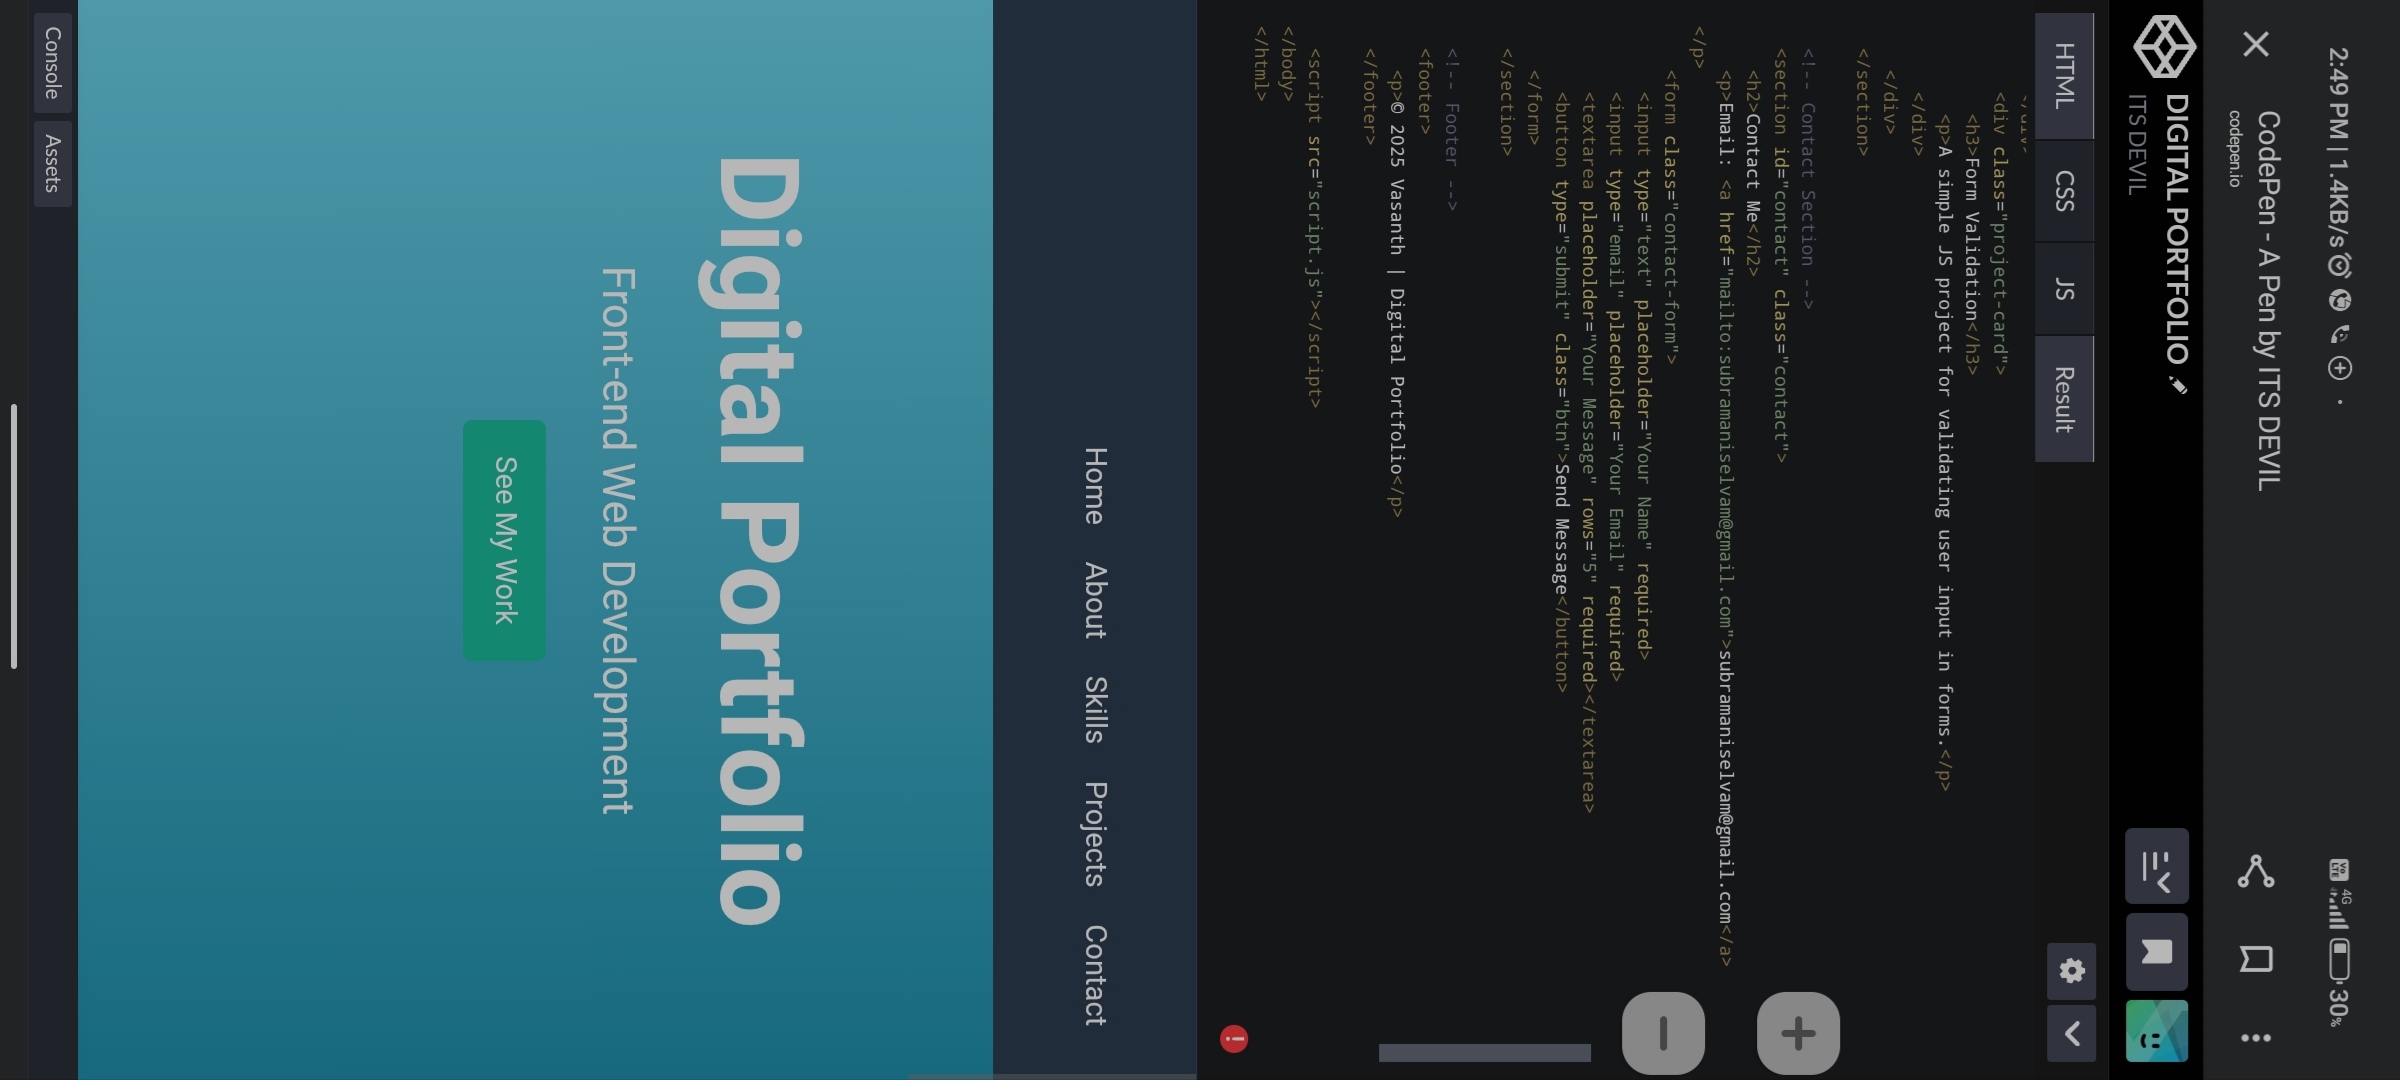 2:49 PM | 1.4KB/s
4G
30%
CodePen - A Pen by ITS DEVIL
codepen.io
DIGITAL PORTFOLIO
ITS DEVIL
HTML CSS JS Result
<div class="project-card">
<h3>Form Validation</h3>
<p>A simple JS project for validating user input in forms.</p>
</div>
</div>
</section>
<!-- Contact Section -->
<section id="contact" class="contact">
<h2>Contact Me</h2>
<p>Email: <a href="mailto:subramaniselvam@gmail.com">subramaniselvam@gmail.com</a>
</p>
<form class="contact-form">
<input type="text" placeholder="Your Name" required>
<input type="email" placeholder="Your Email" required>
<textarea placeholder="Your Message" rows="5" required></textarea>
<button type="submit" class="btn">Send Message</button>
</form>
</section>
<!-- Footer -->
<footer>
<p>© 2025 Vasanth | Digital Portfolio</p>
</footer>
<script src="script.js"></script>
</body>
</html>
Home About Skills Projects Contact
Digital Portfolio
Front-end Web Development
See My Work
Console Assets